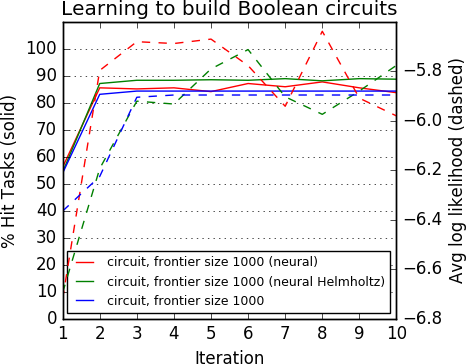 Learning to build Boolean circuits
% Hit Tasks (solid)
100
90
80
70
60
50
40
30
20
10
0
−5.8
−6.0
−6.2
−6.4
−6.6
−6.8
Avg log likelihood (dashed)
circuit, frontier size 1000 (neural)
circuit, frontier size 1000 (neural Helmholtz)
circuit, frontier size 1000
1 2 3 4 5 6 7 8 9 10
Iteration